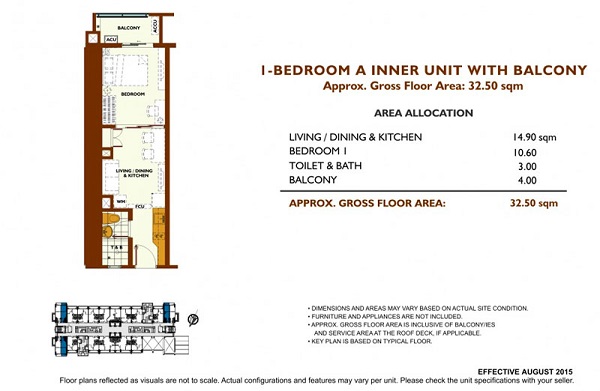 BALCONY
ACU
ACU
BEDROOM
LIVING / DINING
& KITCHEN
WH
FCU
T & B
1-BEDROOM A INNER UNIT WITH BALCONY
Approx. Gross Floor Area: 32.50 sqm
AREA ALLOCATION
LIVING / DINING & KITCHEN 14.90 sqm
BEDROOM 1 10.60
TOILET & BATH 3.00
BALCONY 4.00
APPROX. GROSS FLOOR AREA: 32.50 sqm
• DIMENSIONS AND AREAS MAY VARY BASED ON ACTUAL SITE CONDITION.
• FURNITURE AND APPLIANCES ARE NOT INCLUDED.
• APPROX. GROSS FLOOR AREA IS INCLUSIVE OF BALCONY/IES
AND SERVICE AREA AT THE ROOF DECK, IF APPLICABLE.
• KEY PLAN IS BASED ON TYPICAL FLOOR.
EFFECTIVE AUGUST 2015
Floor plans reflected as visuals are not to scale. Actual configurations and features may vary per unit. Please check the unit specifications with your seller.